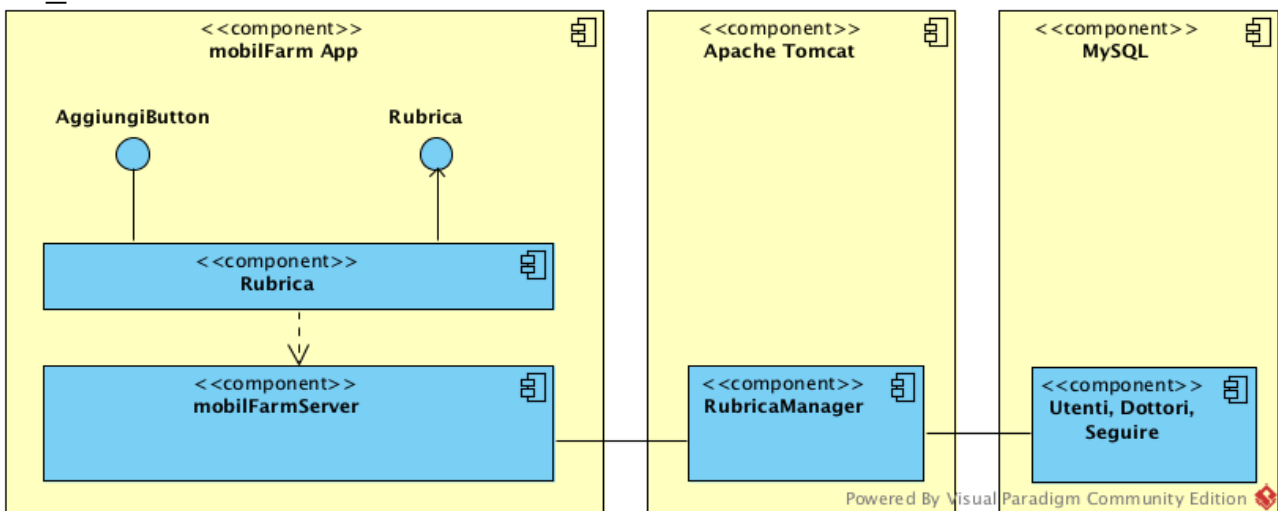 <<component>>
mobilFarm App
AggiungiButton
Rubrica
<<component>>
Rubrica
<<component>>
mobilFarmServer
<<component>>
Apache Tomcat
<<component>>
RubricaManager
<<component>>
MySQL
<<component>>
Utenti, Dottori,
Seguire
Powered By Visual Paradigm Community Edition